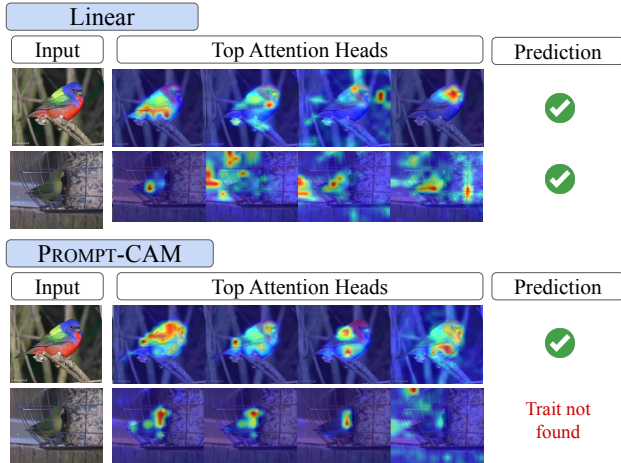 Linear
Input Top Attention Heads Prediction
PROMPT-CAM
Input Top Attention Heads Prediction
Trait not
found